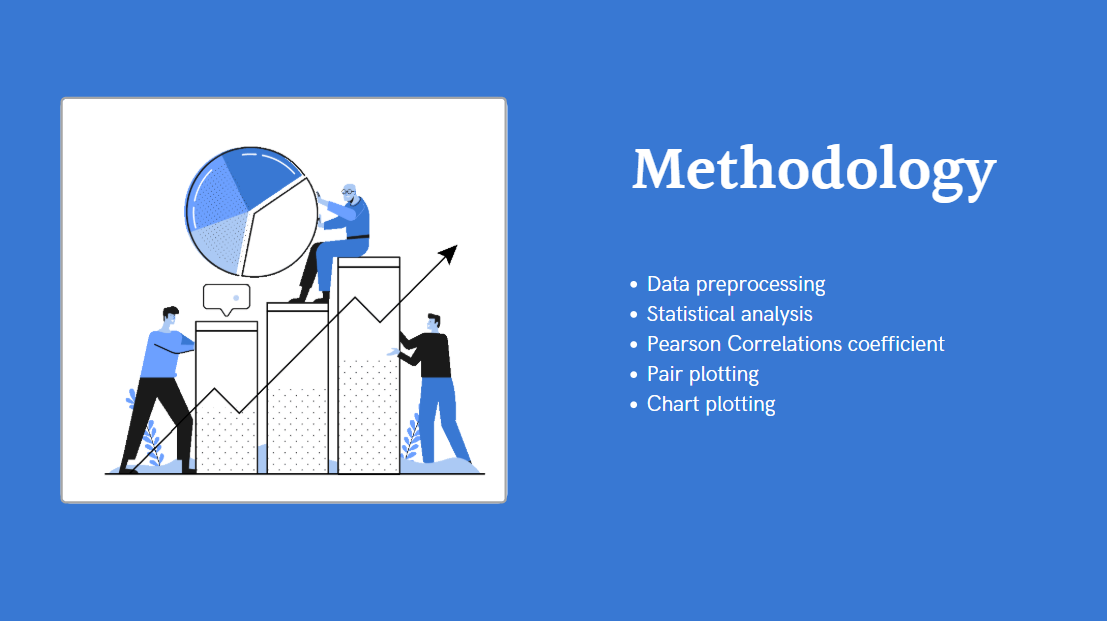 Methodology
• Data preprocessing
• Statistical analysis
• Pearson Correlations coefficient
• Pair plotting
• Chart plotting